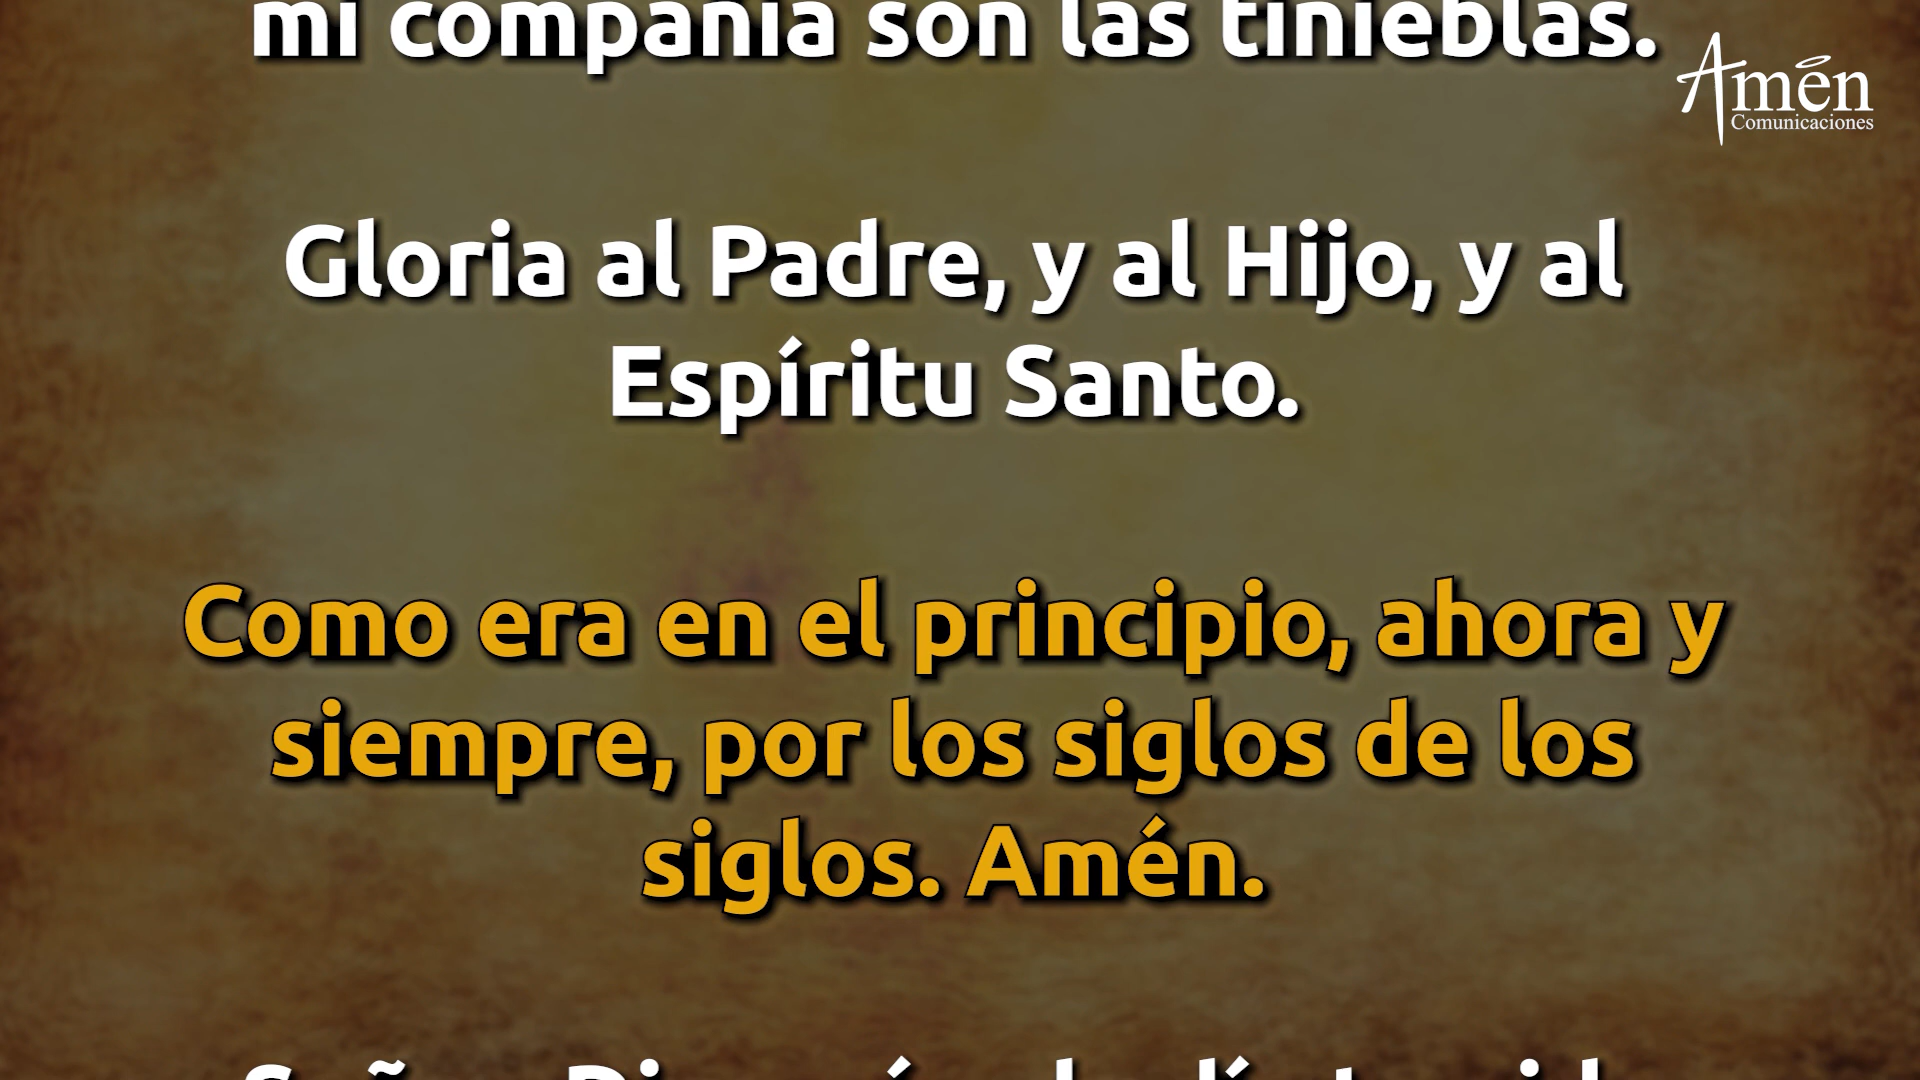 mi compañía son las tinieblas.
Amén
Comunicaciones
Gloria al Padre, y al Hijo, y al
Espíritu Santo.
Como era en el principio, ahora y
siempre, por los siglos de los
siglos. Amén.